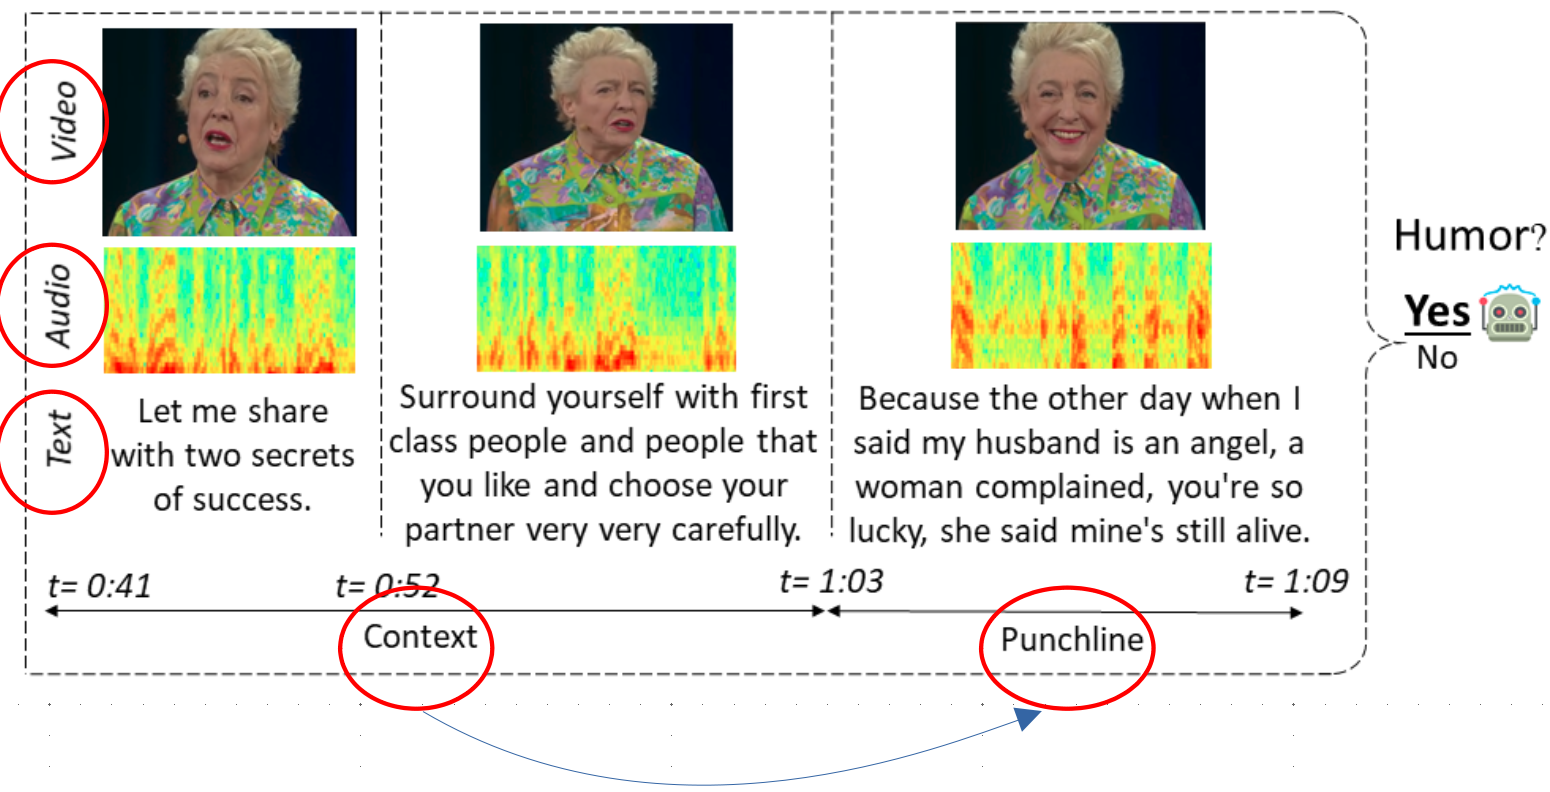 Video
Audio
Text
Let me share
with two secrets
of success.
Surround yourself with first
class people and people that
you like and choose your
partner very very carefully.
Because the other day when I
said my husband is an angel, a
woman complained, you're so
lucky, she said mine's still alive.
t= 0:41
t= 0:52
t= 1:03
t= 1:09
Context
Punchline
Humor?
Yes
No